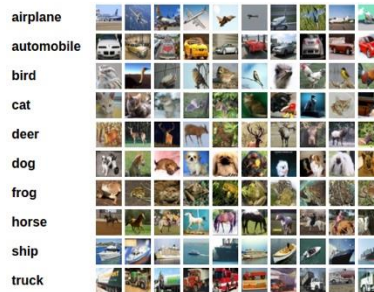 airplane
automobile
bird
cat
deer
dog
frog
horse
ship
truck